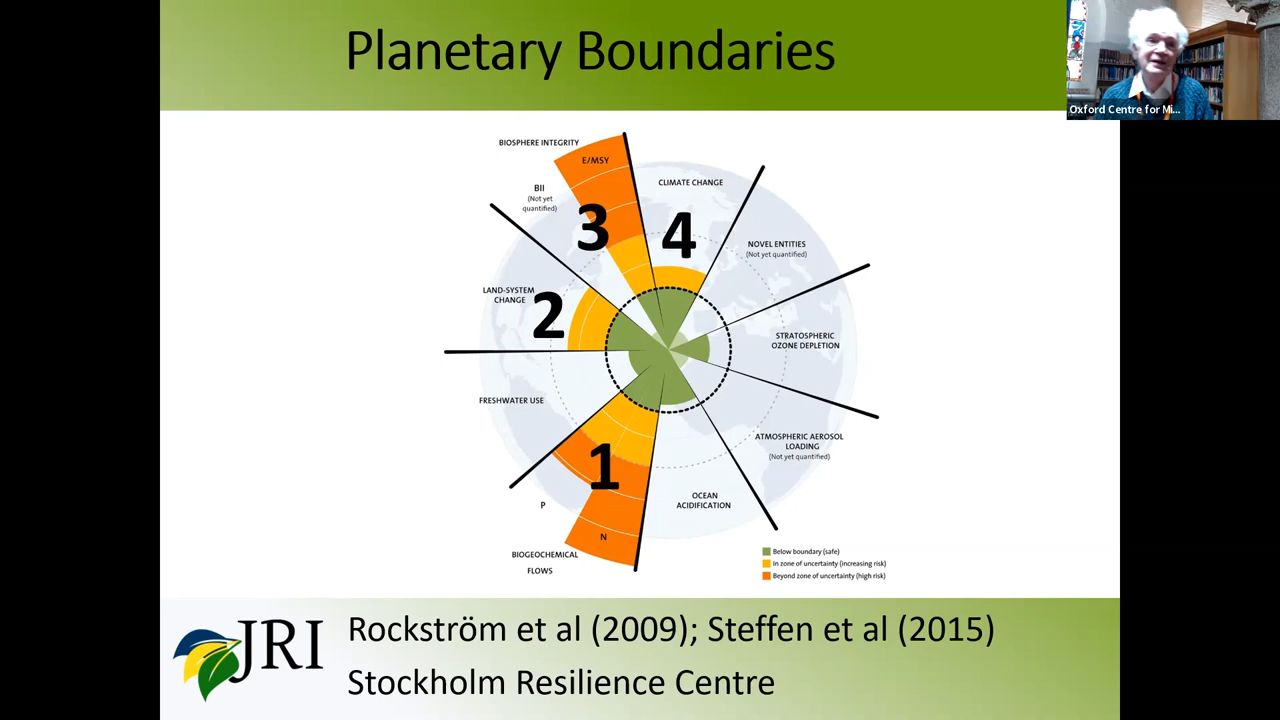 Planetary Boundaries
Oxford Centre for Mi...
BIOSPHERE INTEGRITY
E/MSY
BII
(Not yet
quantified)
3
4
CLIMATE CHANGE
NOVEL ENTITIES
(Not yet quantified)
LAND-SYSTEM
CHANGE
2
STRATOSPHERIC
OZONE DEPLETION
FRESHWATER USE
ATMOSPHERIC AEROSOL
LOADING
(Not yet quantified)
1
P
N
OCEAN
ACIDIFICATION
BIOGEOCHEMICAL
FLOWS
Below boundary (safe)
In zone of uncertainty (increasing risk)
Beyond zone of uncertainty (high risk)
JRI
Rockström et al (2009); Steffen et al (2015)
Stockholm Resilience Centre